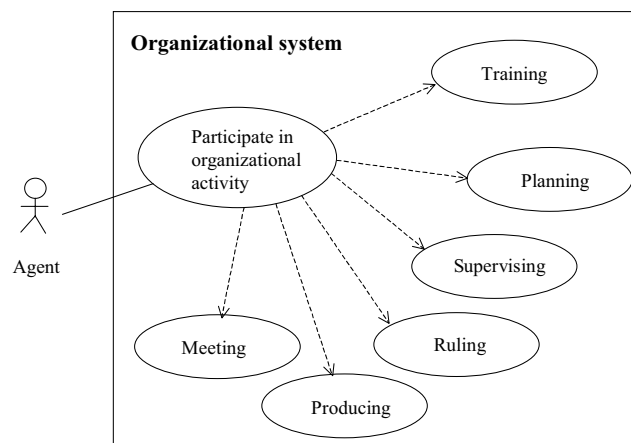 Organizational system
Training
Participate in
organizational
activity
Planning
Agent
Supervising
Meeting
Ruling
Producing